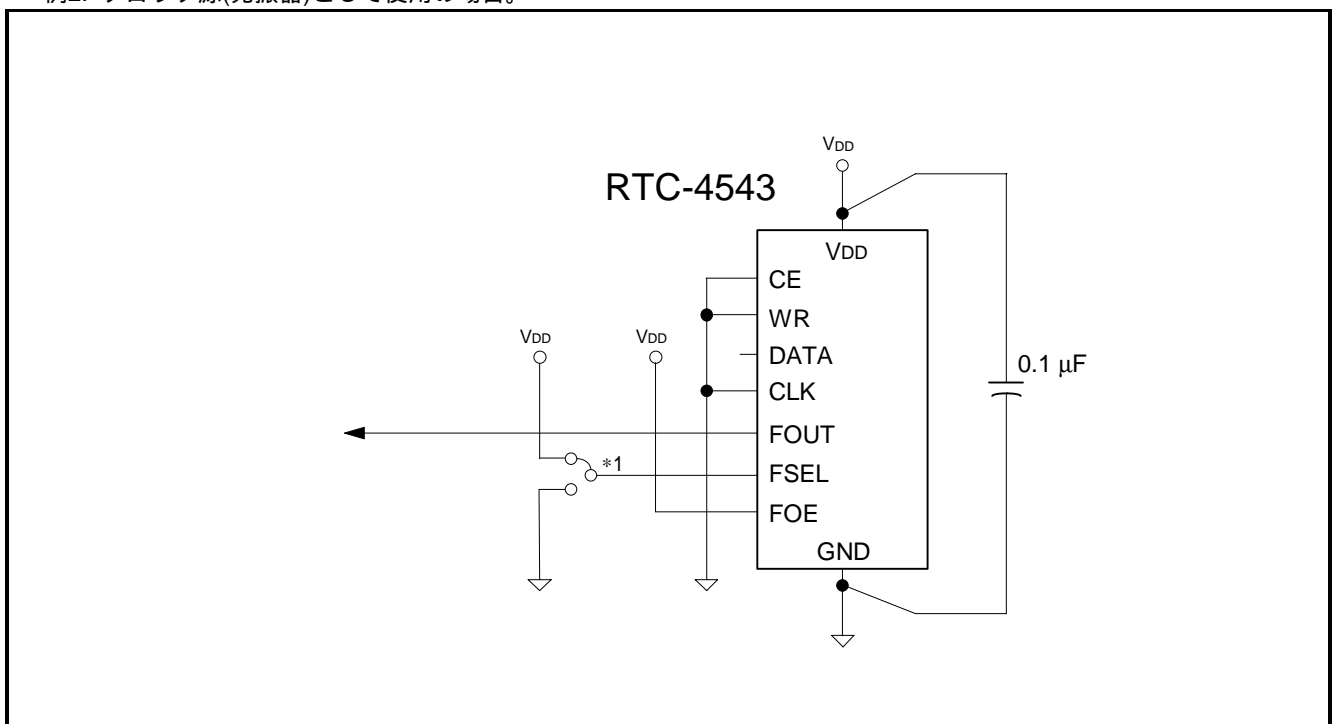 VDD
RTC-4543
VDD
CE
WR
VDD
VDD
DATA
0.1 μF
CLK
FOUT
*1
FSEL
FOE
GND